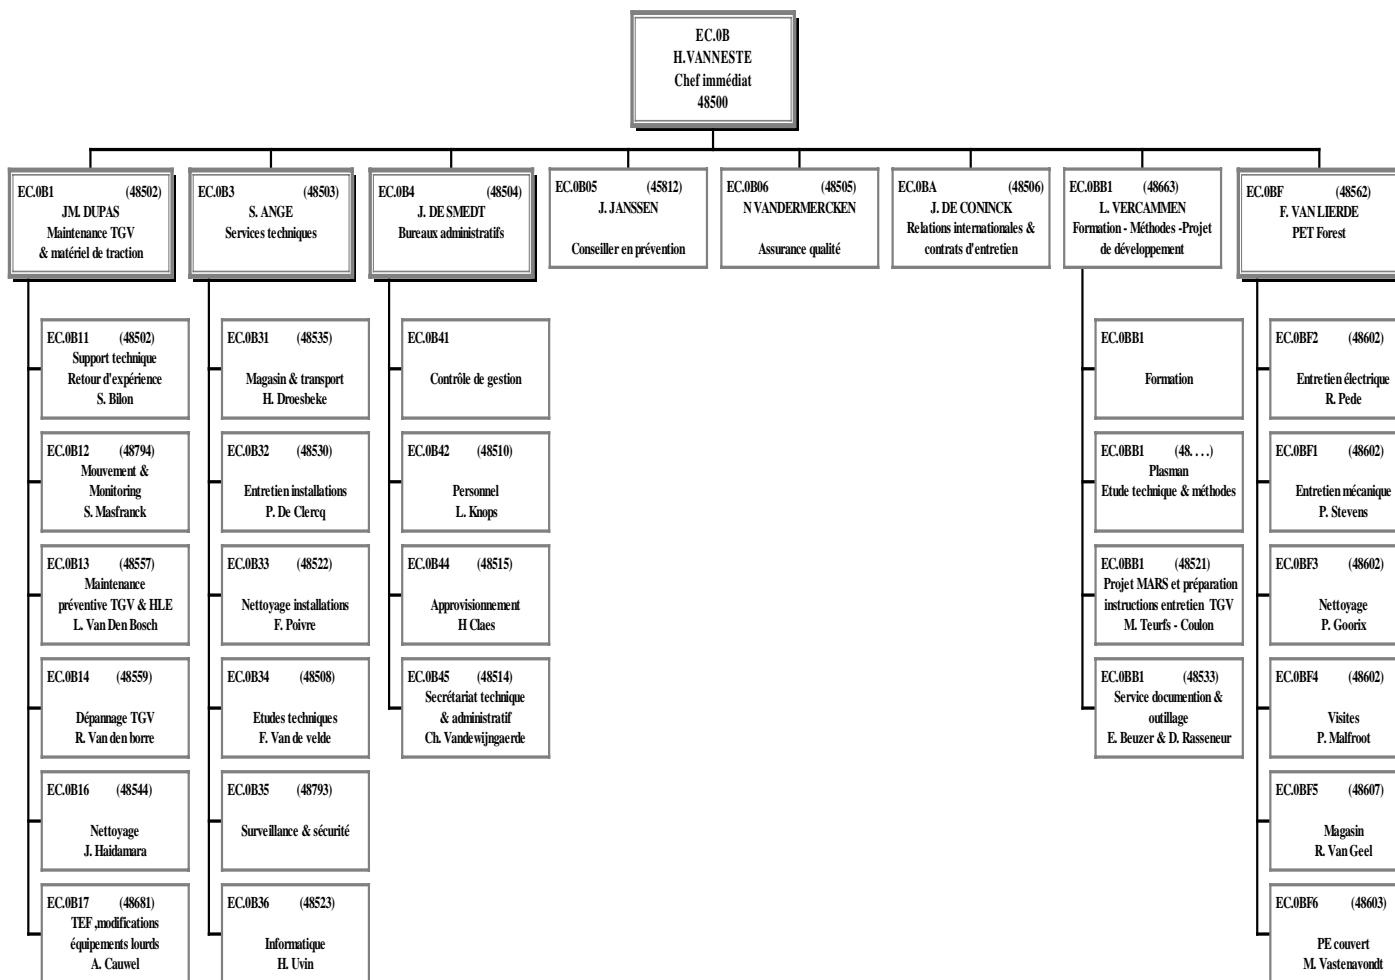 EC.0B
H.VANNESTE
Chef immédiat
48500
EC.0B1 (48502)
JM. DUPAS
Maintenance TGV
& matériel de traction
EC.0B3 (48503)
S. ANGE
Services techniques
EC.0B4 (48504)
J. DE SMEDT
Bureaux administratifs
EC.0B05 (45812)
J. JANSSEN
Conseiller en prévention
EC.0B06 (48505)
N VANDERMERCKEN
Assurance qualité
EC.0BA (48506)
J. DE CONINCK
Relations internationales &
contrats d'entretien
EC.0BB1 (48663)
L. VERCAMMEN
Formation - Méthodes -Projet
de développement
EC.0BF (48562)
F. VAN LIERDE
PET Forest
EC.0B11 (48502)
Support technique
Retour d'expérience
S. Bilon
EC.0B12 (48794)
Mouvement &
Monitoring
S. Masfranck
EC.0B13 (48557)
Maintenance
préventive TGV & HLE
L. Van Den Bosch
EC.0B14 (48559)
Dépannage TGV
R. Van den borre
EC.0B16 (48544)
Nettoyage
J. Haidamara
EC.0B17 (48681)
TEF ,modifications
équipements lourds
A. Cauwel
EC.0B31 (48535)
Magasin & transport
H. Droesbeke
EC.0B32 (48530)
Entretien installations
P. De Clercq
EC.0B33 (48522)
Nettoyage installations
F. Poivre
EC.0B34 (48508)
Etudes techniques
F. Van de velde
EC.0B35 (48793)
Surveillance & sécurité
EC.0B36 (48523)
Informatique
H. Uvin
EC.0B41
Contrôle de gestion
EC.0B42 (48510)
Personnel
L. Knops
EC.0B44 (48515)
Approvisionnement
H Claes
EC.0B45 (48514)
Secrétariat technique
& administratif
Ch. Vandewijngaerde
EC.0BB1
Formation
EC.0BB1 (48. . . .)
Plasman
Etude technique & méthodes
EC.0BB1 (48521)
Projet MARS et préparation
instructions entretien TGV
M. Teurfs - Coulon
EC.0BB1 (48533)
Service documention &
outillage
E. Beuzer & D. Rasseneur
EC.0BF2 (48602)
Entretien électrique
R. Pede
EC.0BF1 (48602)
Entretien mécanique
P. Stevens
EC.0BF3 (48602)
Nettoyage
P. Goorix
EC.0BF4 (48602)
Visites
P. Malfroot
EC.0BF5 (48607)
Magasin
R. Van Geel
EC.0BF6 (48603)
PE couvert
M. Vastenavondt